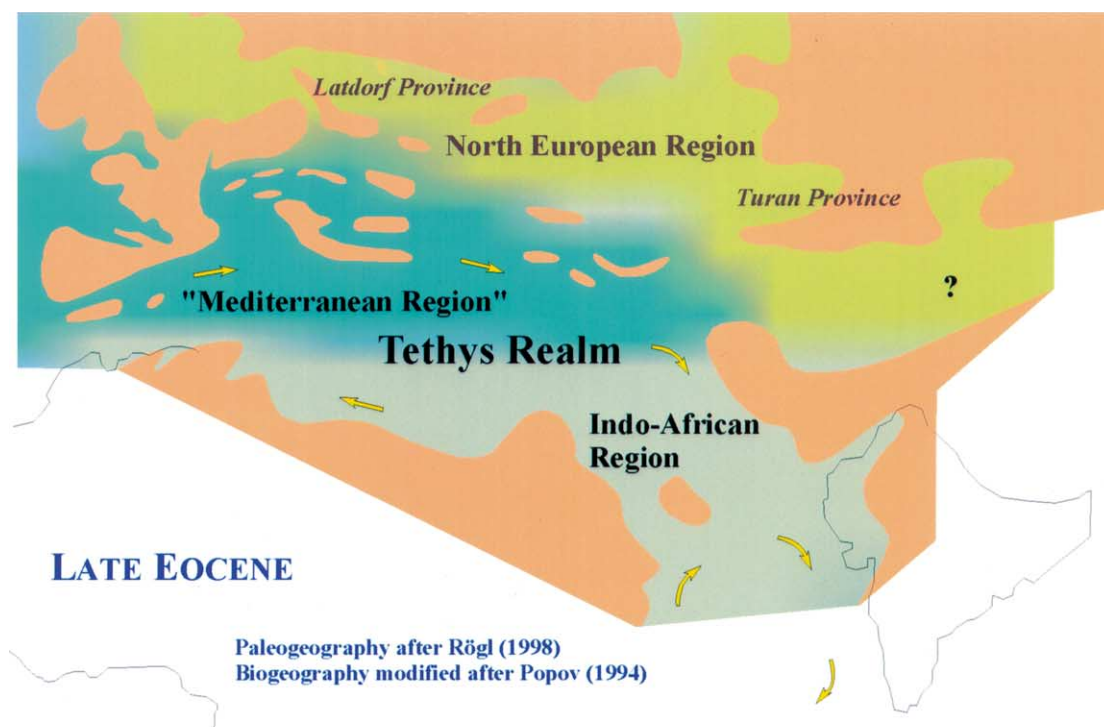 Latdorf Province
North European Region
Turan Province
?
"Mediterranean Region"
Tethys Realm
Indo-African
Region
LATE EOCENE
Paleogeography after Rögl (1998)
Biogeography modified after Popov (1994)